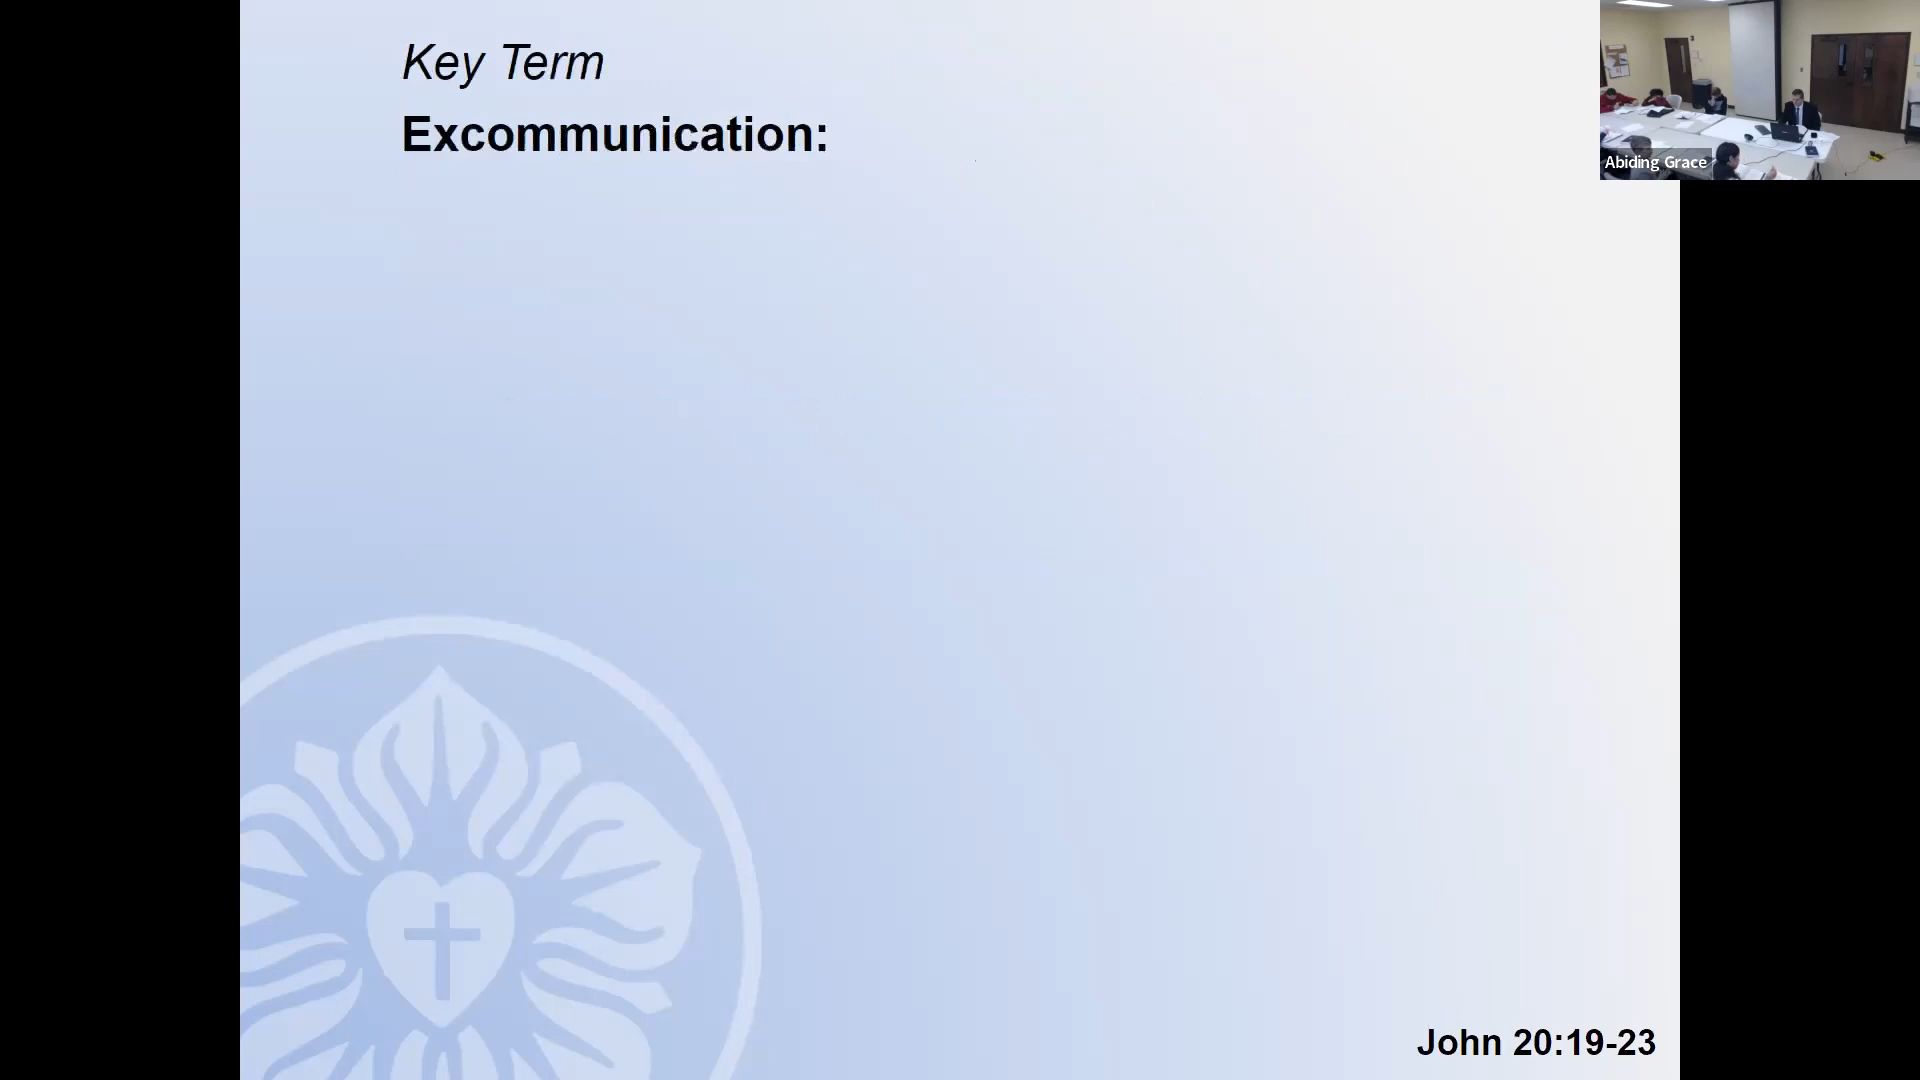 Key Term
Excommunication:
Abiding Grace
John 20:19-23